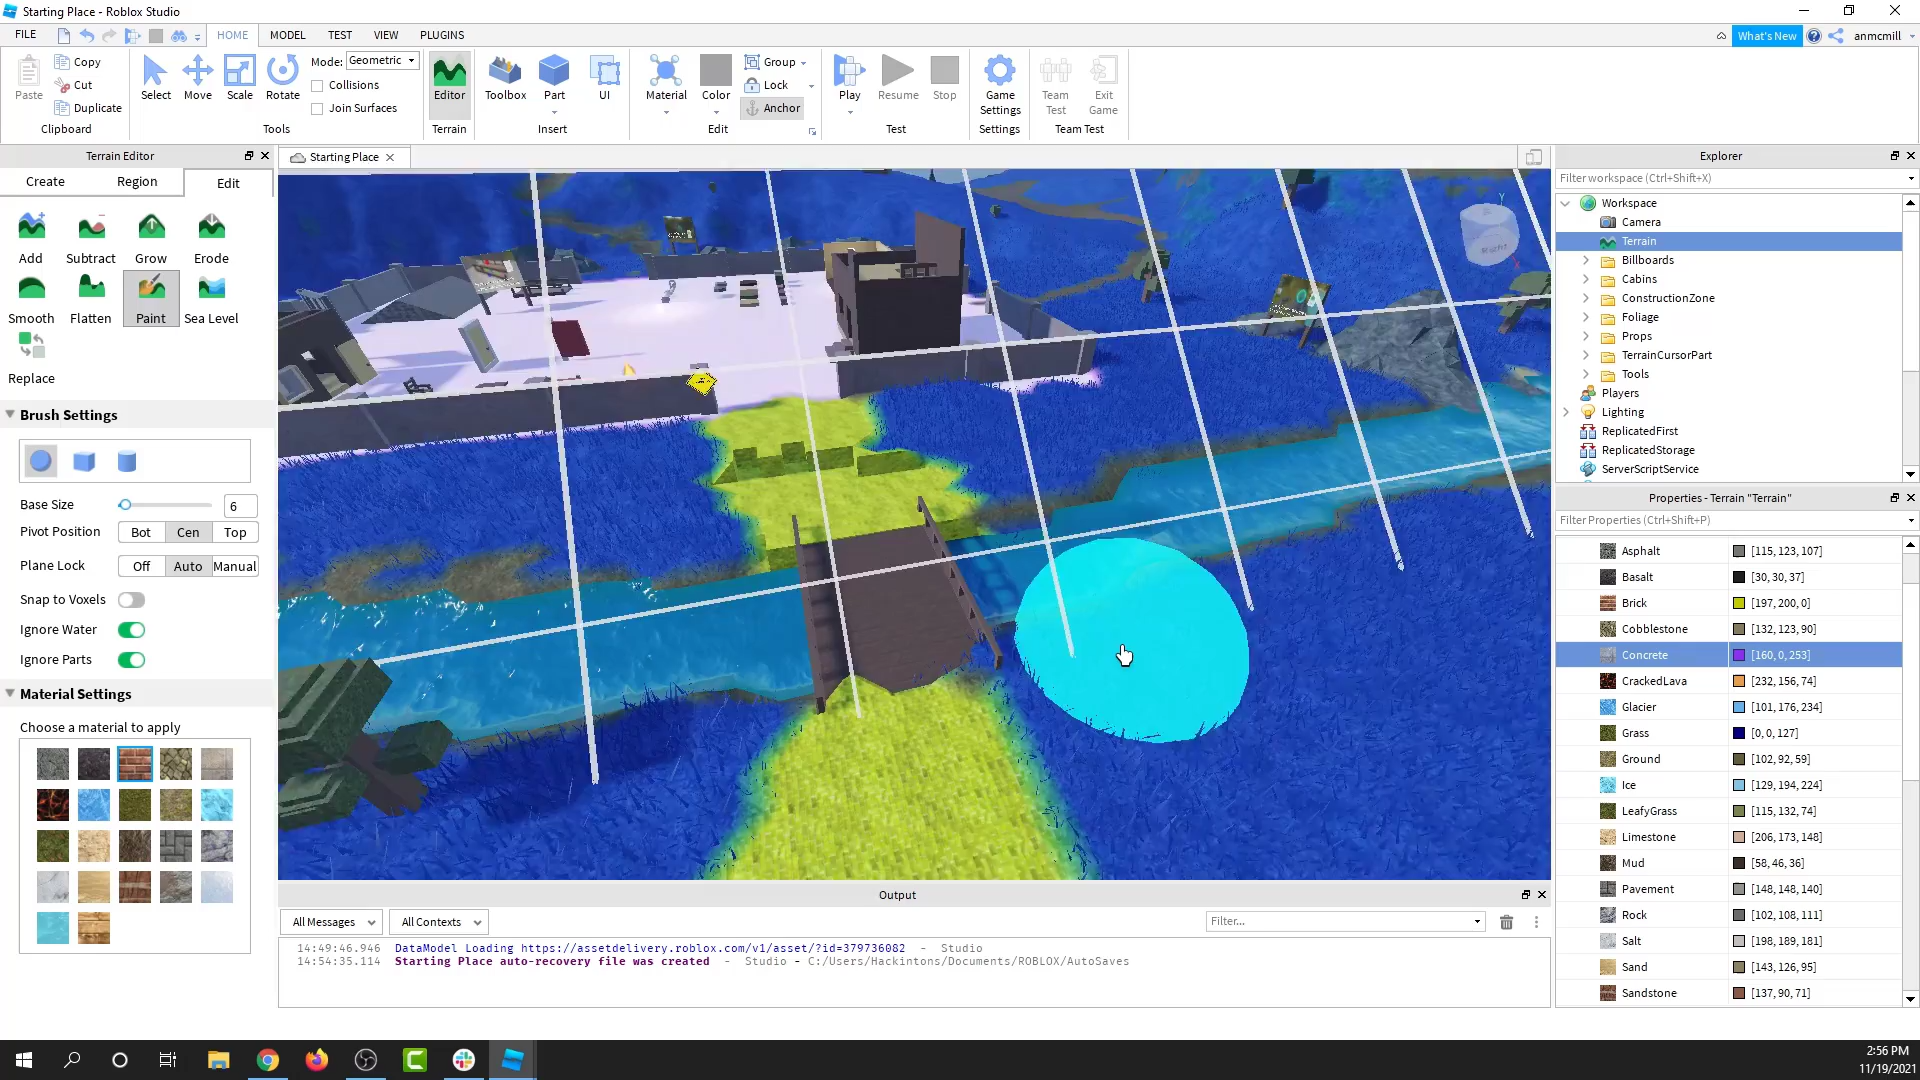 Starting Place - Roblox Studio
FILE
HOME
MODEL
TEST
VIEW
PLUGINS
What's New
anmcmill
Paste
Copy
Cut
Duplicate
Clipboard
Select
Move
Scale
Rotate
Mode: Geometric
Collisions
Join Surfaces
Tools
Editor
Terrain
Toolbox
Part
UI
Insert
Material
Color
Group
Lock
Anchor
Edit
Play
Resume
Stop
Test
Game
Settings
Settings
Team
Test
Exit
Game
Team Test
Terrain Editor
Create
Region
Edit
Add
Subtract
Grow
Erode
Smooth
Flatten
Paint
Sea Level
Replace
Brush Settings
Base Size
6
Pivot Position
Bot
Cen
Top
Plane Lock
Off
Auto
Manual
Snap to Voxels
Ignore Water
Ignore Parts
Material Settings
Choose a material to apply
Starting Place
Output
All Messages
All Contexts
Filter...
14:49:46.946 DataModel Loading https://assetdelivery.roblox.com/v1/asset/?id=379736082 - Studio
14:54:35.114 Starting Place auto-recovery file was created - Studio - C:/Users/Hackintons/Documents/ROBLOX/AutoSaves
Explorer
Filter workspace (Ctrl+Shift+X)
Workspace
Camera
Terrain
Billboards
Cabins
ConstructionZone
Foliage
Props
TerrainCursorPart
Tools
Players
Lighting
ReplicatedFirst
ReplicatedStorage
ServerScriptService
Properties - Terrain "Terrain"
Filter Properties (Ctrl+Shift+P)
Asphalt [115, 123, 107]
Basalt [30, 30, 37]
Brick [197, 200, 0]
Cobblestone [132, 123, 90]
Concrete [160, 0, 253]
CrackedLava [232, 156, 74]
Glacier [101, 176, 234]
Grass [0, 0, 127]
Ground [102, 92, 59]
Ice [129, 194, 224]
LeafyGrass [115, 132, 74]
Limestone [206, 173, 148]
Mud [58, 46, 36]
Pavement [148, 148, 140]
Rock [102, 108, 111]
Salt [198, 189, 181]
Sand [143, 126, 95]
Sandstone [137, 90, 71]
2:56 PM
11/19/2021